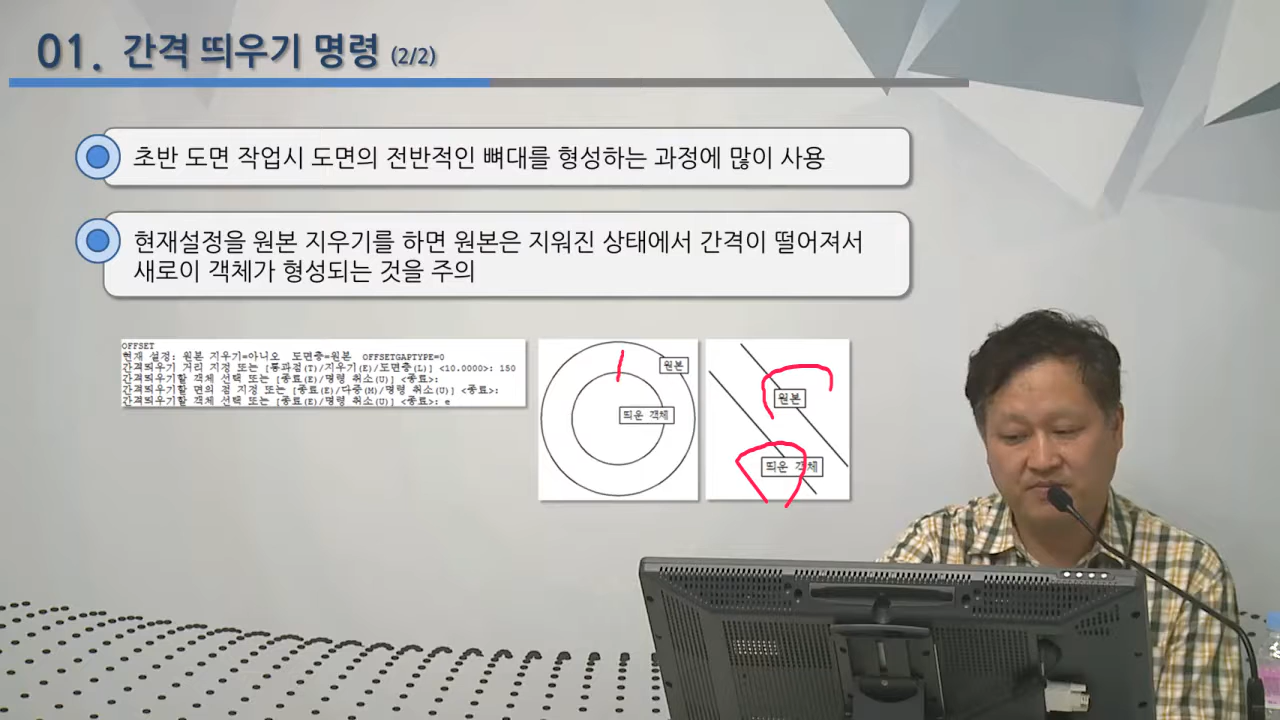 01. 간격 띄우기 명령 (2/2)
초반 도면 작업시 도면의 전반적인 뼈대를 형성하는 과정에 많이 사용
현재설정을 원본 지우기를 하면 원본은 지워진 상태에서 간격이 떨어져서
새로이 객체가 형성되는 것을 주의
OFFSET
현재 설정: 원본 지우기=아니오 도면층=원본 OFFSETGAPTYPE=0
간격띄우기 거리 지정 또는 [통과점(T)/지우기(E)/도면층(L)] <10.0000>: 150
간격띄우기할 객체 선택 또는 [종료(E)/명령 취소(U)] <종료>:
간격띄우기할 면의 점 지정 또는 [종료(E)/다중(M)/명령 취소(U)] <종료>:
간격띄우기할 객체 선택 또는 [종료(E)/명령 취소(U)] <종료>: e
원본
띄운 객체
원본
띄운 객체